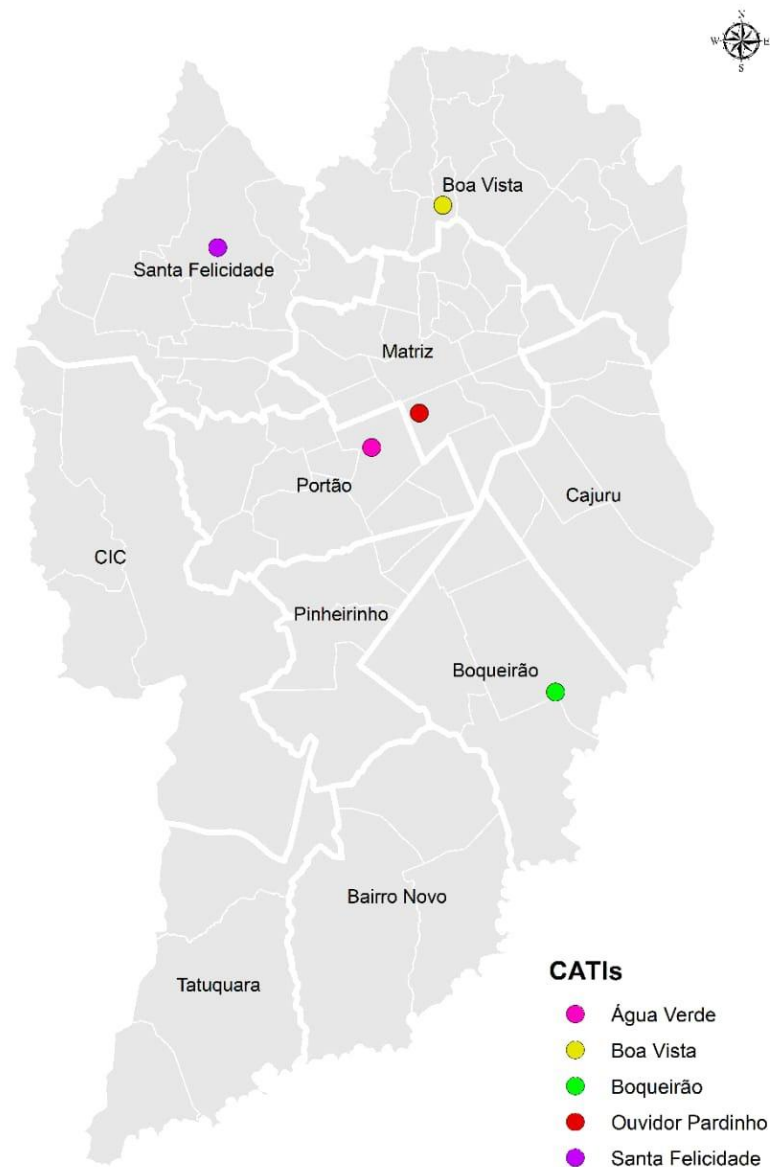 N
W E
S
Boa Vista
Santa Felicidade
Matriz
Portão
Cajuru
CIC
Pinheirinho
Boqueirão
Bairro Novo
Tatuquara
CATIs
Água Verde
Boa Vista
Boqueirão
Ouvidor Pardinho
Santa Felicidade